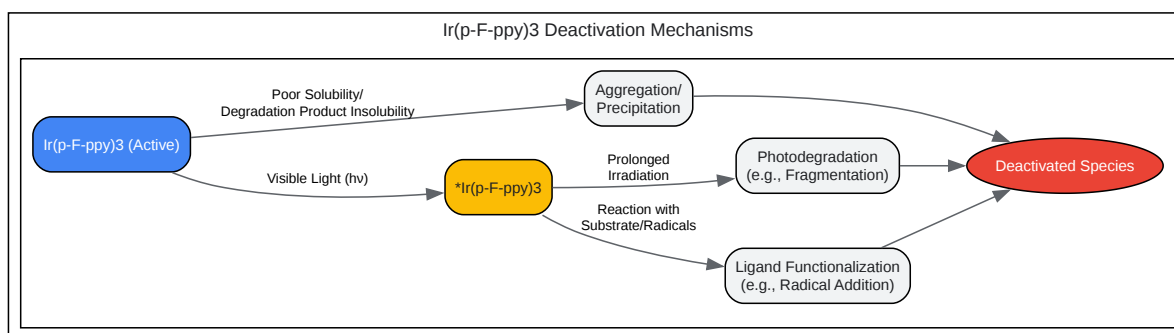 Ir(p-F-ppy)3 Deactivation Mechanisms
Poor Solubility/
Degradation Product Insolubility
Aggregation/
Precipitation
Ir(p-F-ppy)3 (Active)
Visible Light (hν)
*Ir(p-F-ppy)3
Prolonged
Irradiation
Photodegradation
(e.g., Fragmentation)
Deactivated Species
Reaction with
Substrate/Radicals
Ligand Functionalization
(e.g., Radical Addition)